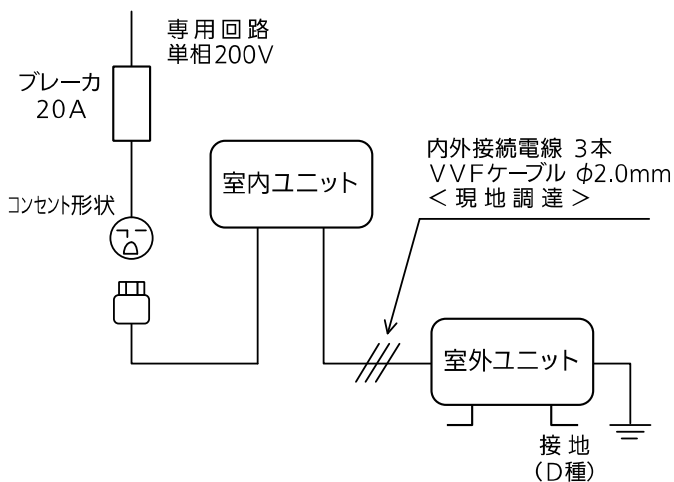 専用回路
単相200V
ブレーカ
20A
コンセント形状
室内ユニット
内外接続電線 3本
VVFケーブル φ2.0mm
<現地調達>
室外ユニット
接地
(D種)